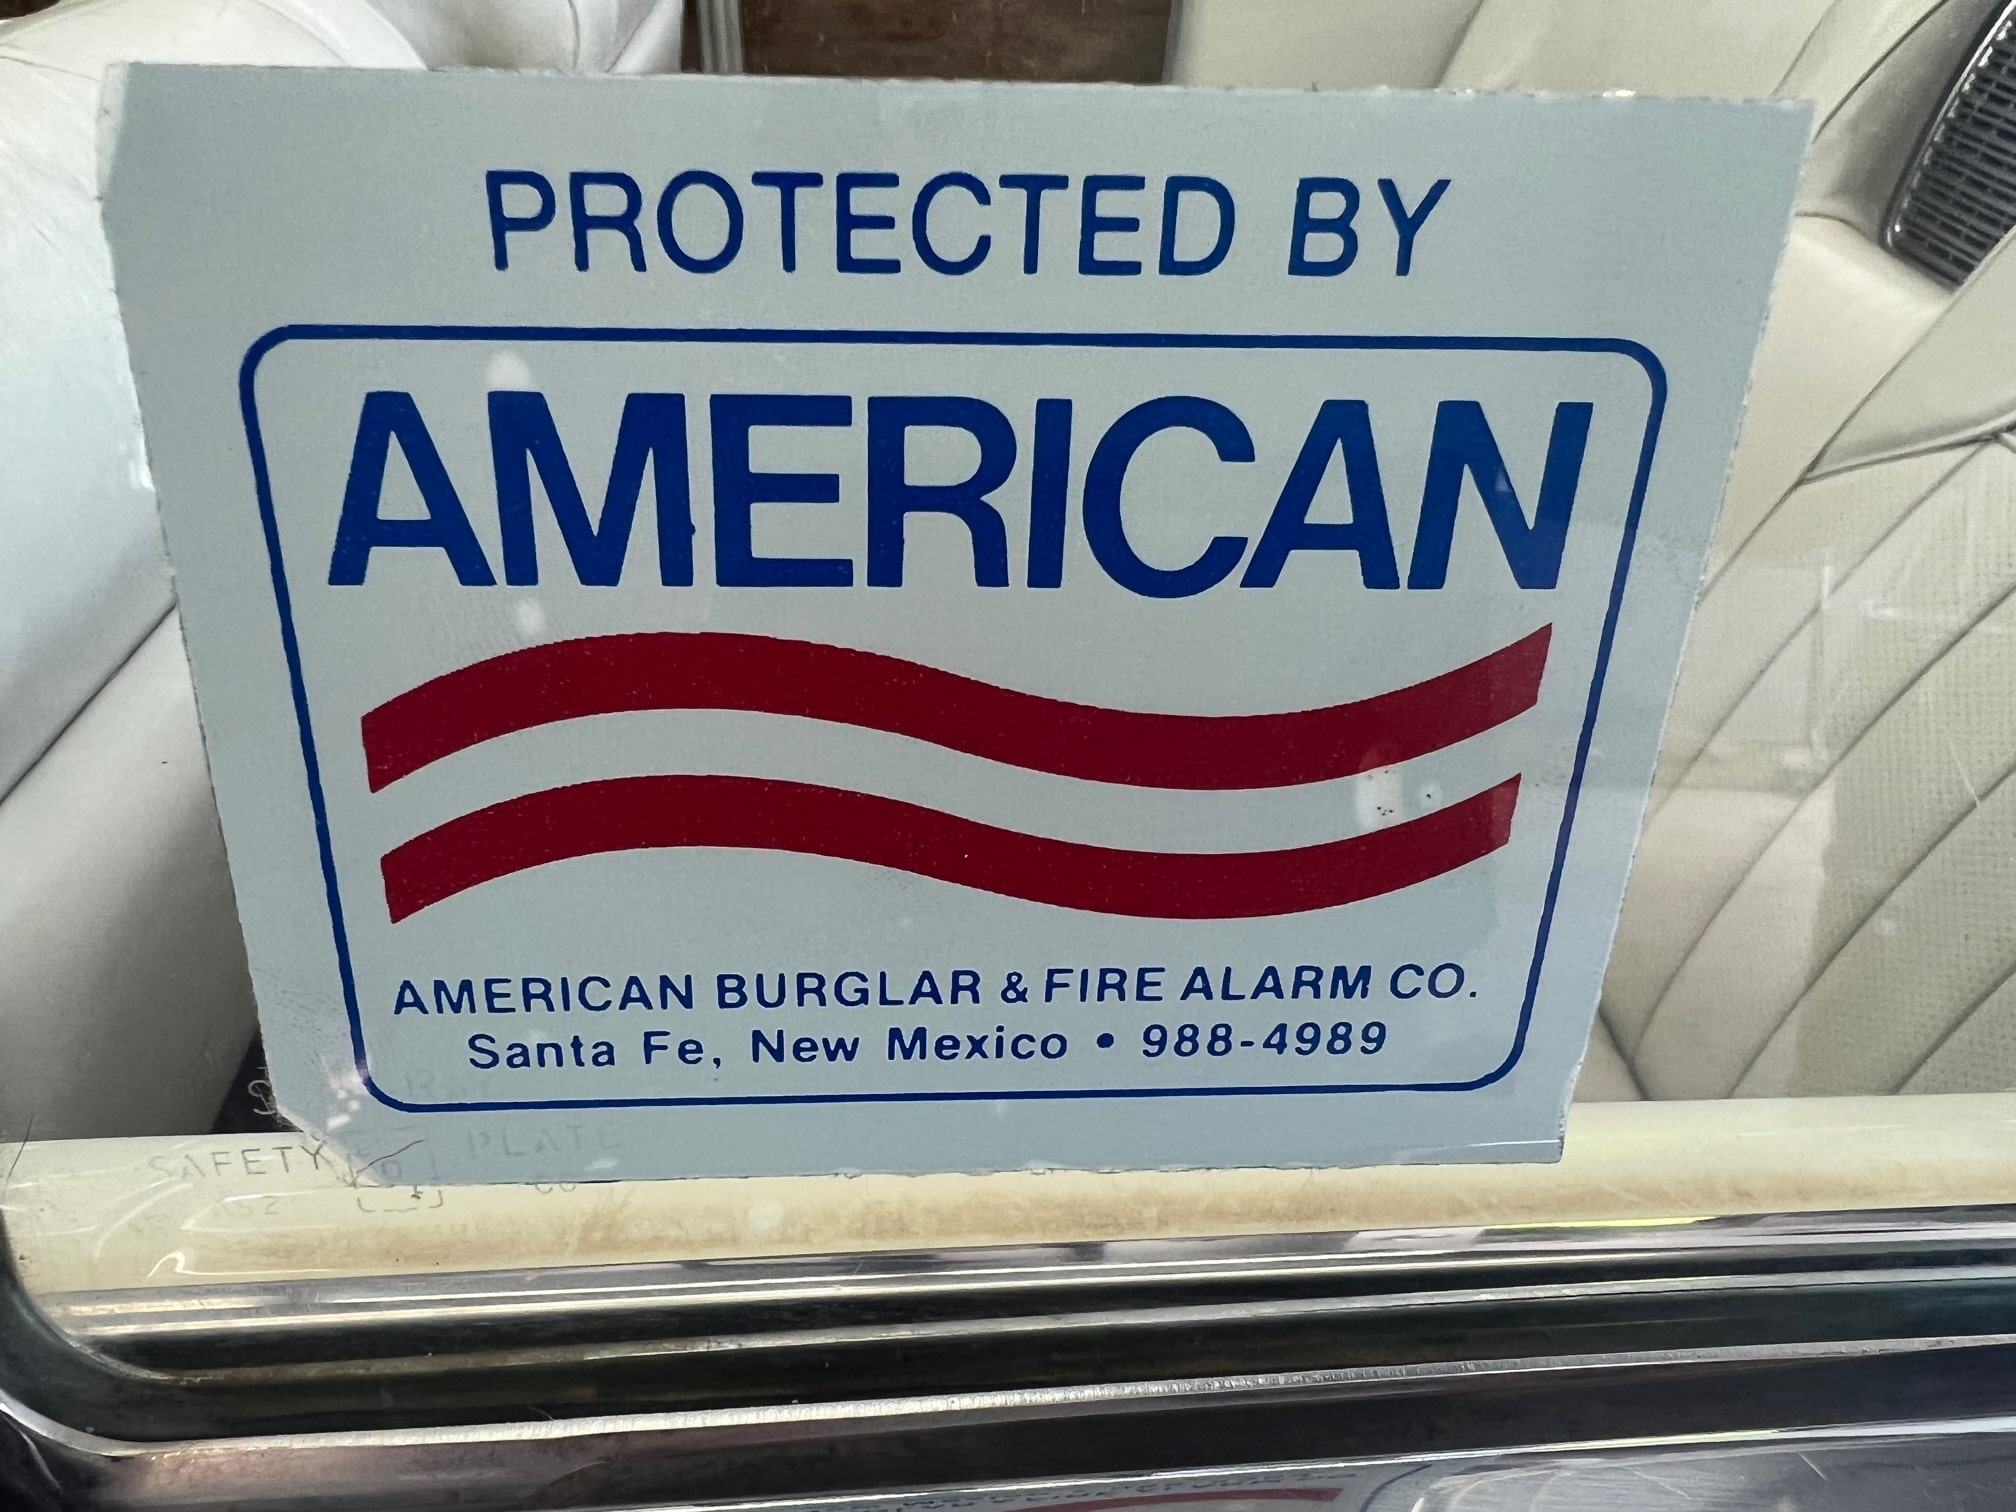 PROTECTED BY
AMERICAN
AMERICAN BURGLAR & FIRE ALARM CO.
Santa Fe, New Mexico • 988-4989
SAFETY PLATE